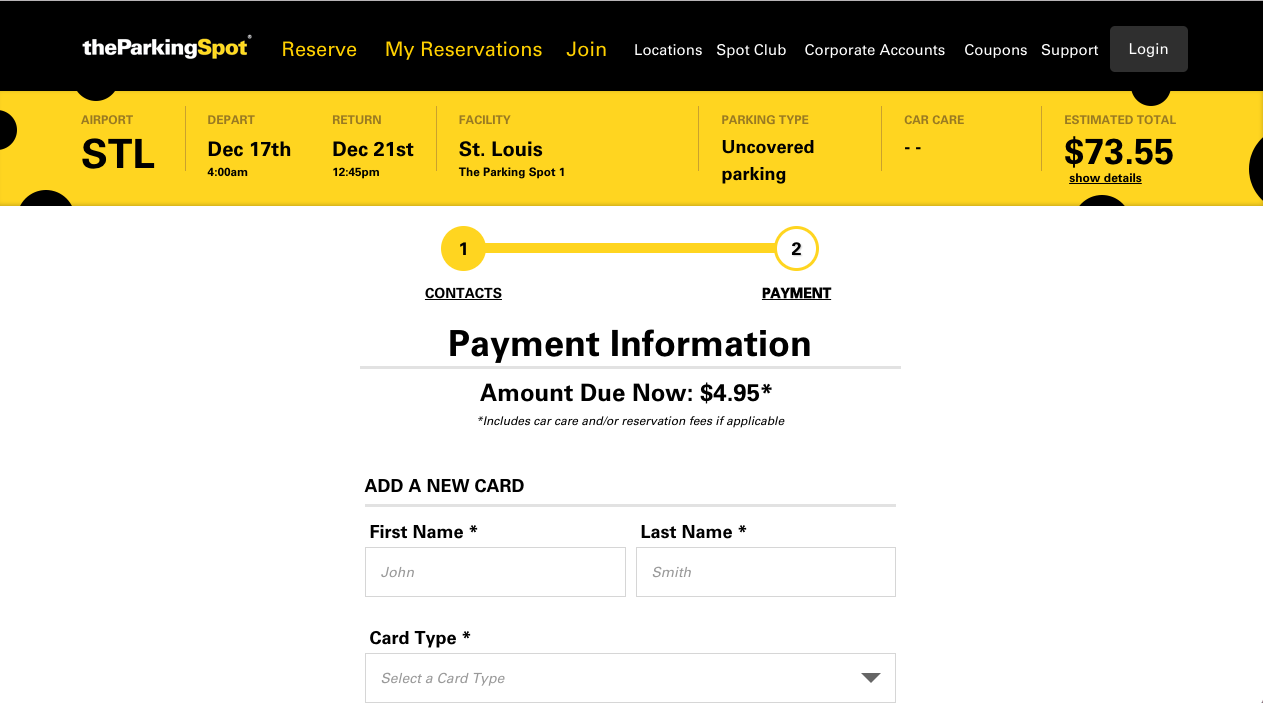 theParkingSpot®
Reserve My Reservations Join Locations Spot Club Corporate Accounts Coupons Support Login
AIRPORT
STL
DEPART
Dec 17th
4:00am
RETURN
Dec 21st
12:45pm
FACILITY
St. Louis
The Parking Spot 1
PARKING TYPE
Uncovered
parking
CAR CARE
- -
ESTIMATED TOTAL
$73.55
show details
1
CONTACTS
2
PAYMENT
Payment Information
Amount Due Now: $4.95*
*Includes car care and/or reservation fees if applicable
ADD A NEW CARD
First Name *
John
Last Name *
Smith
Card Type *
Select a Card Type